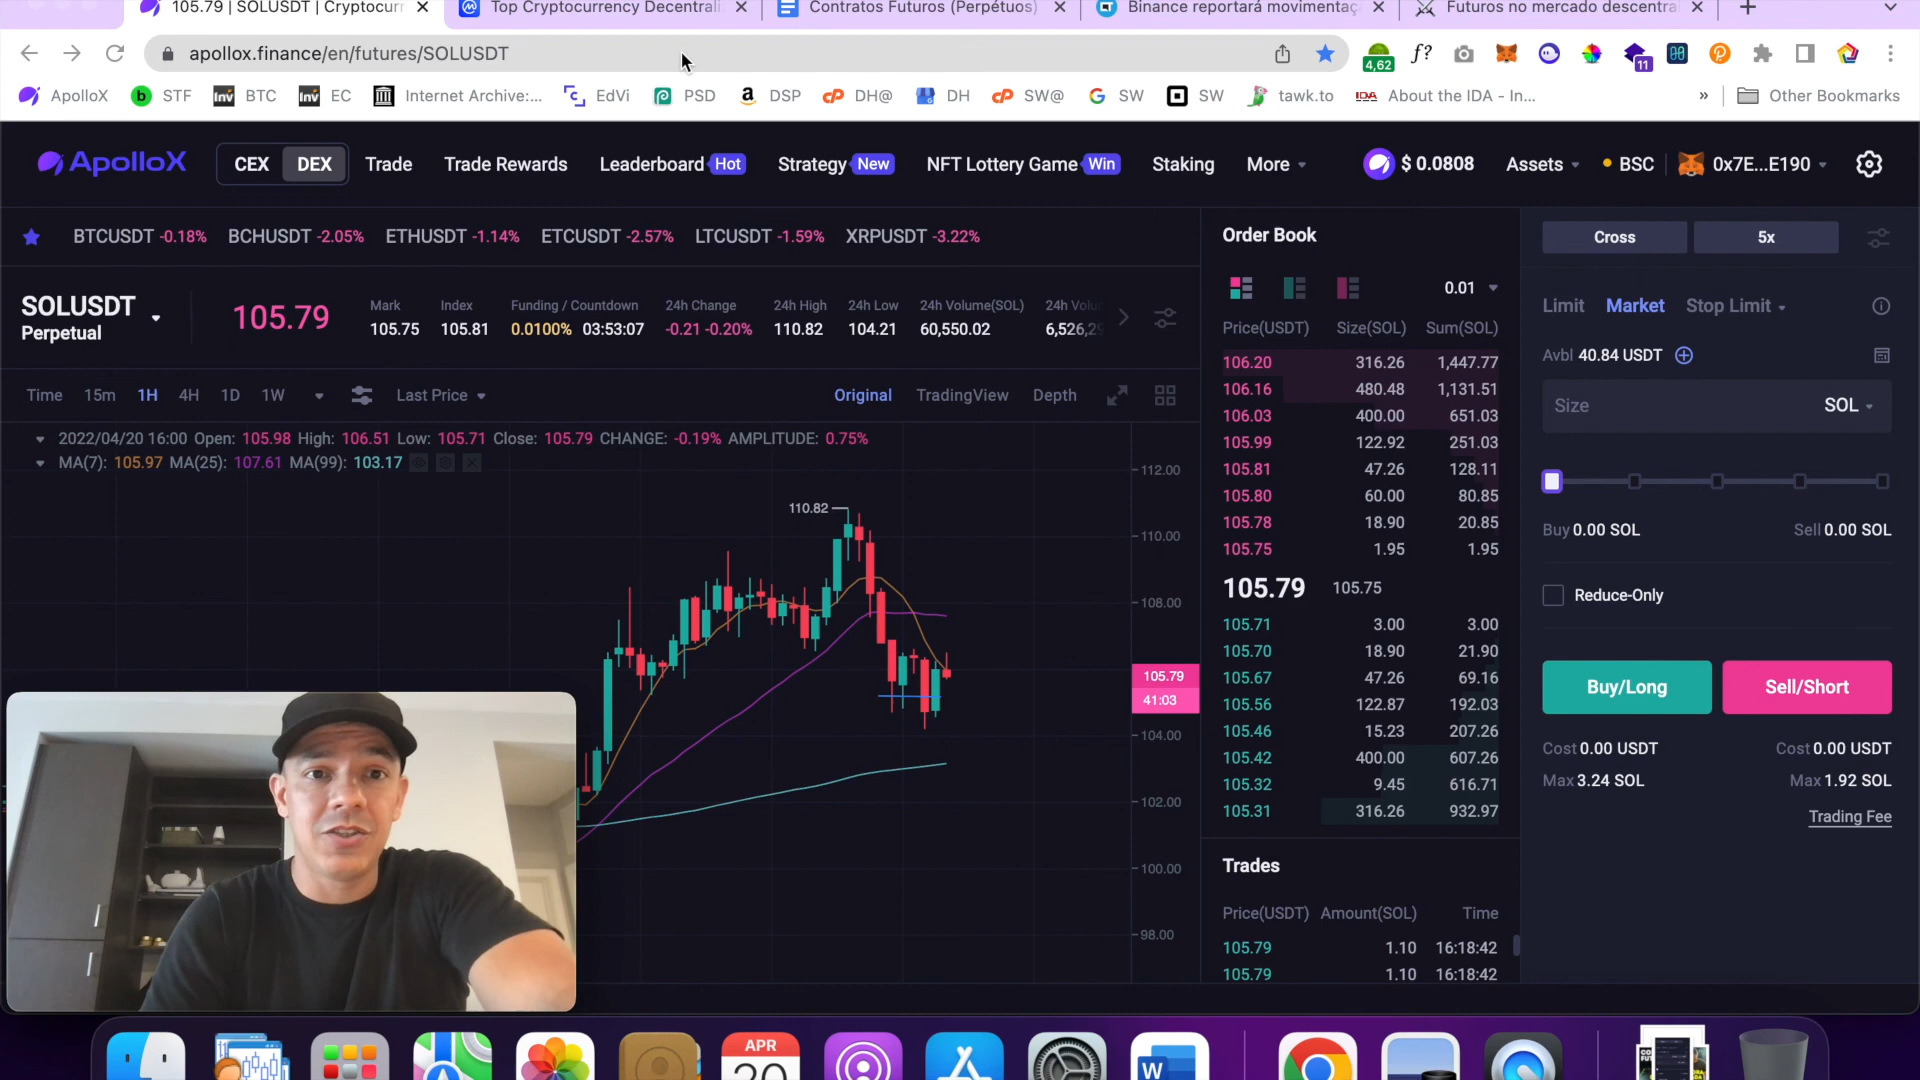 105.79 | SOLUSDT | Cryptocurr
Top Cryptocurrency Decentrali
Contratos Futuros (Perpétuos)
Binance reportará movimentaç
Futuros no mercado descentra
apollox.finance/en/futures/SOLUSDT
4,62
f?
11
ApolloX
STF
BTC
EC
Internet Archive:...
EdVi
PSD
DSP
DH@
DH
SW@
SW
SW
tawk.to
About the IDA - In...
»
Other Bookmarks
ApolloX
CEX
DEX
Trade
Trade Rewards
Leaderboard Hot
Strategy New
NFT Lottery Game Win
Staking
More
$ 0.0808
Assets
BSC
0x7E...E190
BTCUSDT -0.18%
BCHUSDT -2.05%
ETHUSDT -1.14%
ETCUSDT -2.57%
LTCUSDT -1.59%
XRPUSDT -3.22%
SOLUSDT
Perpetual
105.79
Mark
105.75
Index
105.81
Funding / Countdown
0.0100% 03:53:07
24h Change
-0.21 -0.20%
24h High
110.82
24h Low
104.21
24h Volume(SOL)
60,550.02
24h Volu
6,526,29
Time 15m 1H 4H 1D 1W
Last Price
Original
TradingView
Depth
2022/04/20 16:00 Open: 105.98 High: 106.51 Low: 105.71 Close: 105.79 CHANGE: -0.19% AMPLITUDE: 0.75%
MA(7): 105.97 MA(25): 107.61 MA(99): 103.17
110.82
112.00
110.00
108.00
105.79
41:03
104.00
102.00
100.00
98.00
Order Book
0.01
Price(USDT) Size(SOL) Sum(SOL)
106.20 316.26 1,447.77
106.16 480.48 1,131.51
106.03 400.00 651.03
105.99 122.92 251.03
105.81 47.26 128.11
105.80 60.00 80.85
105.78 18.90 20.85
105.75 1.95 1.95
105.79 105.75
105.71 3.00 3.00
105.70 18.90 21.90
105.67 47.26 69.16
105.56 122.87 192.03
105.46 15.23 207.26
105.42 400.00 607.26
105.32 9.45 616.71
105.31 316.26 932.97
Trades
Price(USDT) Amount(SOL) Time
105.79 1.10 16:18:42
105.79 1.10 16:18:42
Cross
5x
Limit Market Stop Limit
Avbl 40.84 USDT
Size SOL
Buy 0.00 SOL Sell 0.00 SOL
Reduce-Only
Buy/Long
Sell/Short
Cost 0.00 USDT Cost 0.00 USDT
Max 3.24 SOL Max 1.92 SOL
Trading Fee
APR
20
W